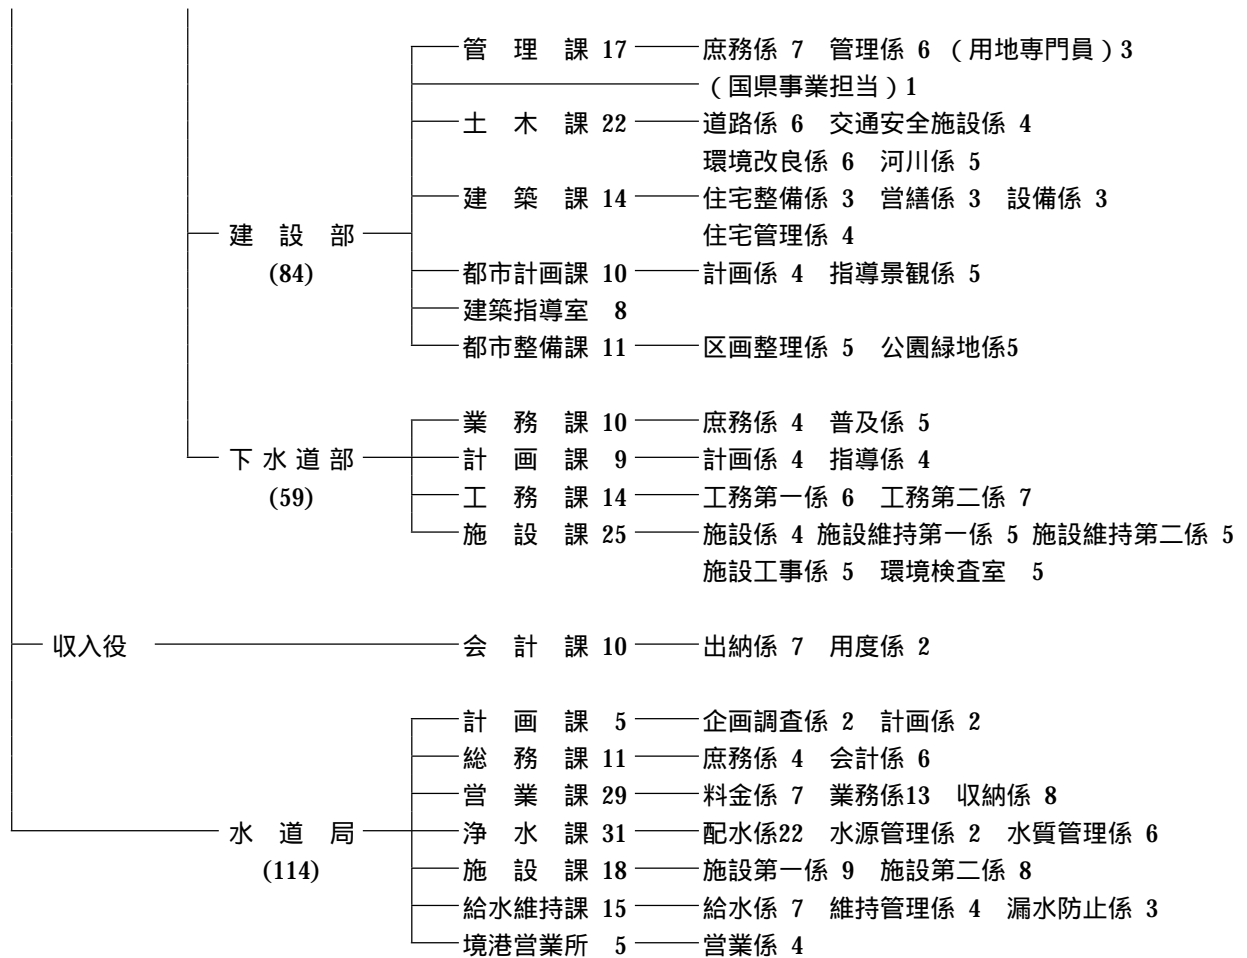 管理課 17 庶務係 7 管理係 6 (用地専門員)3
(国県事業担当)1
土木課 22 道路係 6 交通安全施設係 4
環境改良係 6 河川係 5
建築課 14 住宅整備係 3 営繕係 3 設備係 3
建設部 住宅管理係 4
(84) 都市計画課 10 計画係 4 指導景観係 5
建築指導室 8
都市整備課 11 区画整理係 5 公園緑地係5
業務課 10 庶務係 4 普及係 5
下水道部 計画課 9 計画係 4 指導係 4
(59) 工務課 14 工務第一係 6 工務第二係 7
施設課 25 施設係 4 施設維持第一係 5 施設維持第二係 5
施設工事係 5 環境検査室 5
収入役 会計課 10 出納係 7 用度係 2
計画課 5 企画調査係 2 計画係 2
総務課 11 庶務係 4 会計係 6
営業課 29 料金係 7 業務係13 収納係 8
水道局 浄水課 31 配水係22 水源管理係 2 水質管理係 6
(114) 施設課 18 施設第一係 9 施設第二係 8
給水維持課 15 給水係 7 維持管理係 4 漏水防止係 3
境港営業所 5 営業係 4